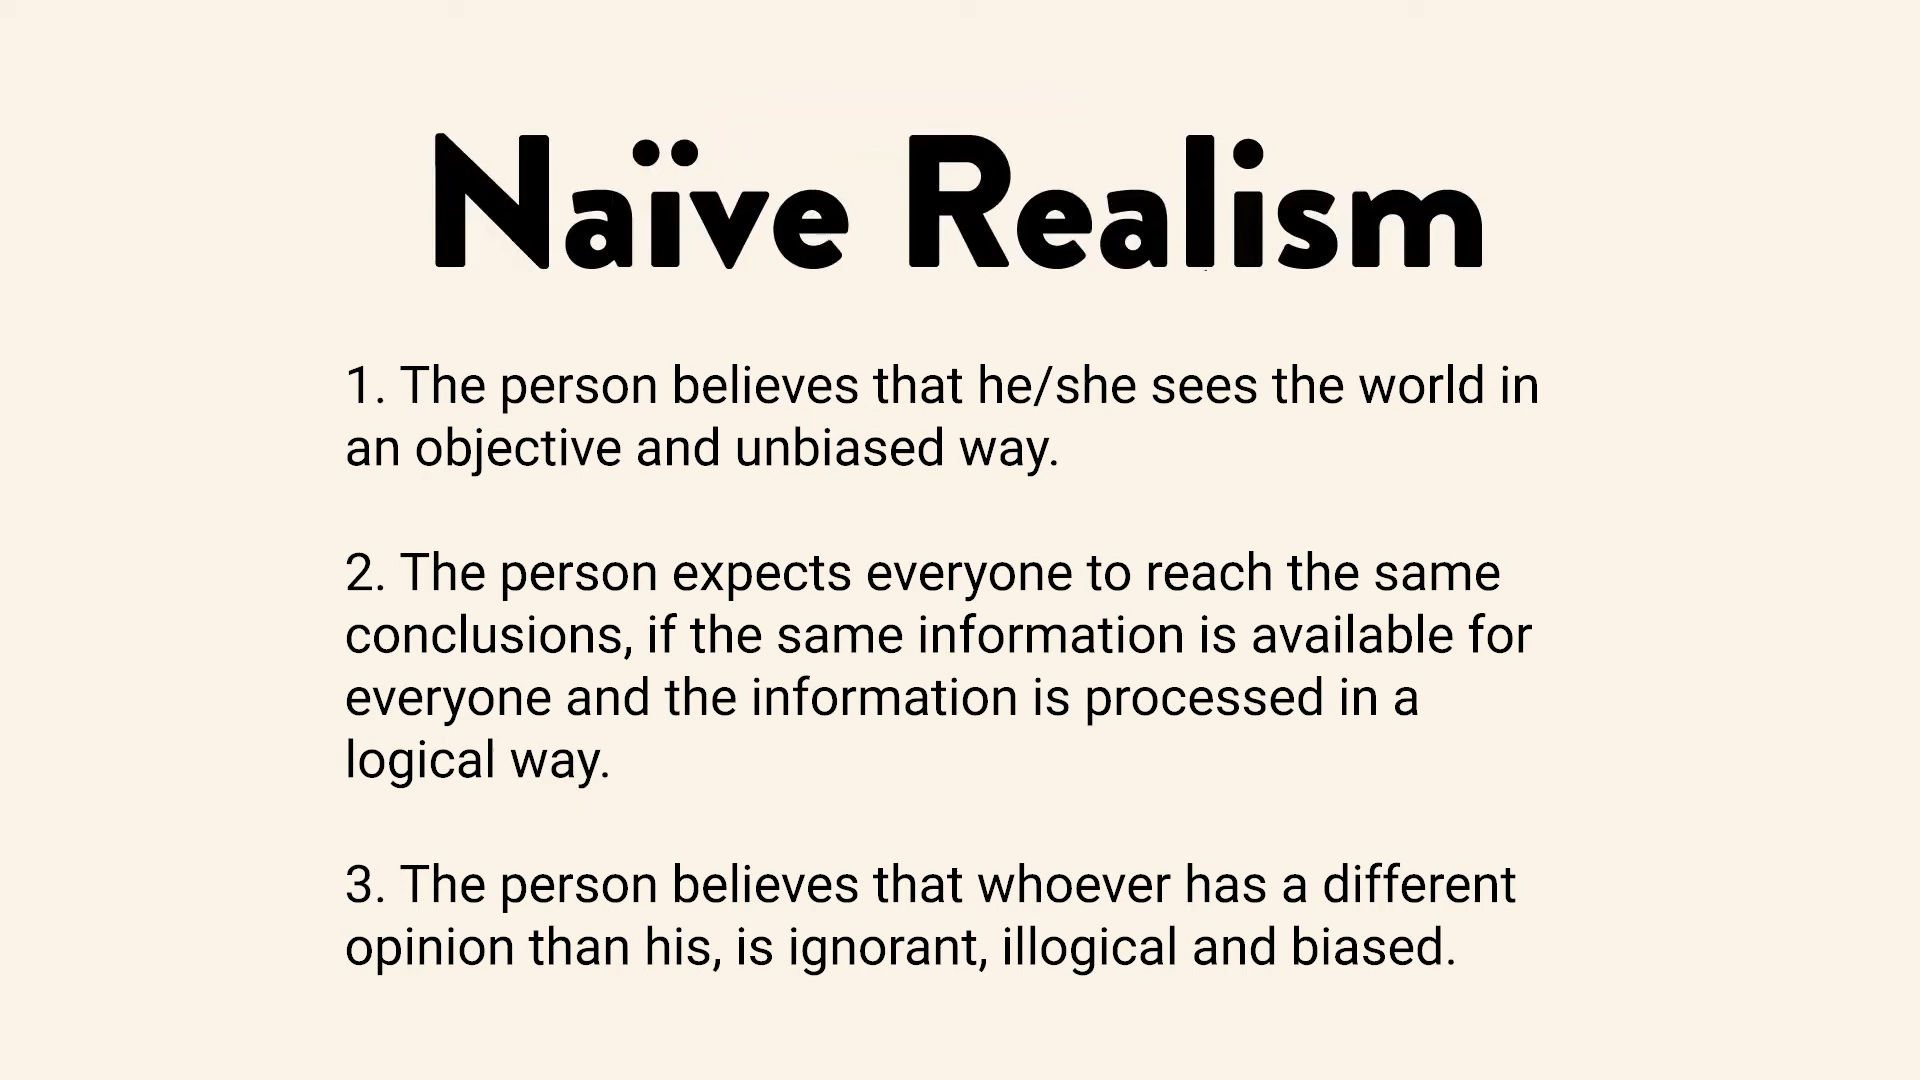 Naïve Realism
1. The person believes that he/she sees the world in
an objective and unbiased way.
2. The person expects everyone to reach the same
conclusions, if the same information is available for
everyone and the information is processed in a
logical way.
3. The person believes that whoever has a different
opinion than his, is ignorant, illogical and biased.